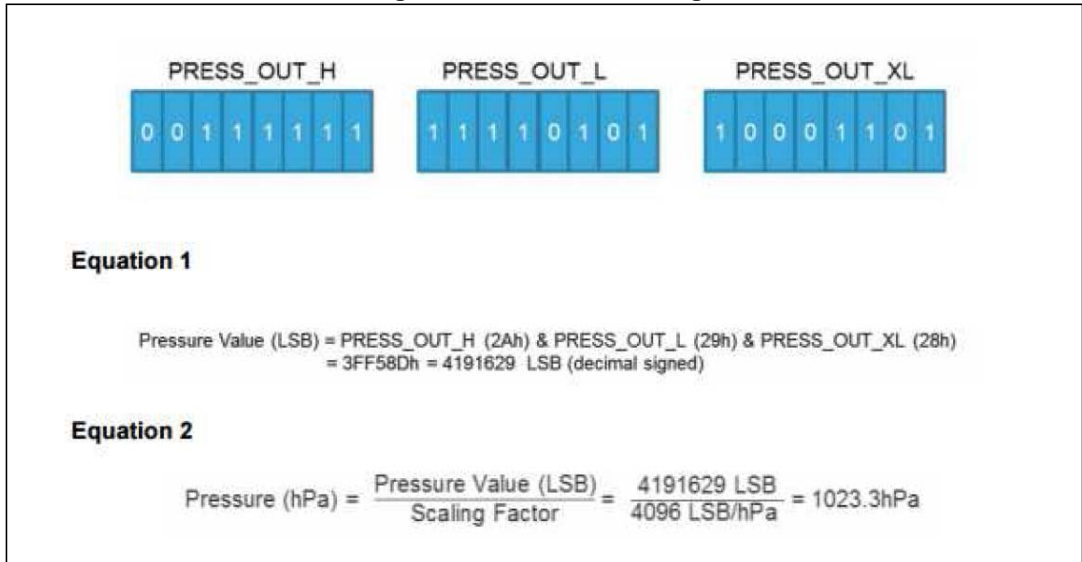 PRESS_OUT_H PRESS_OUT_L PRESS_OUT_XL
0 0 1 1 1 1 1 1 1 1 1 1 0 1 0 1 1 0 0 0 1 1 0 1
Equation 1
Pressure Value (LSB) = PRESS_OUT_H (2Ah) & PRESS_OUT_L (29h) & PRESS_OUT_XL (28h)
= 3FF58Dh = 4191629 LSB (decimal signed)
Equation 2
Pressure (hPa) = Pressure Value (LSB) / Scaling Factor = 4191629 LSB / 4096 LSB/hPa = 1023.3hPa